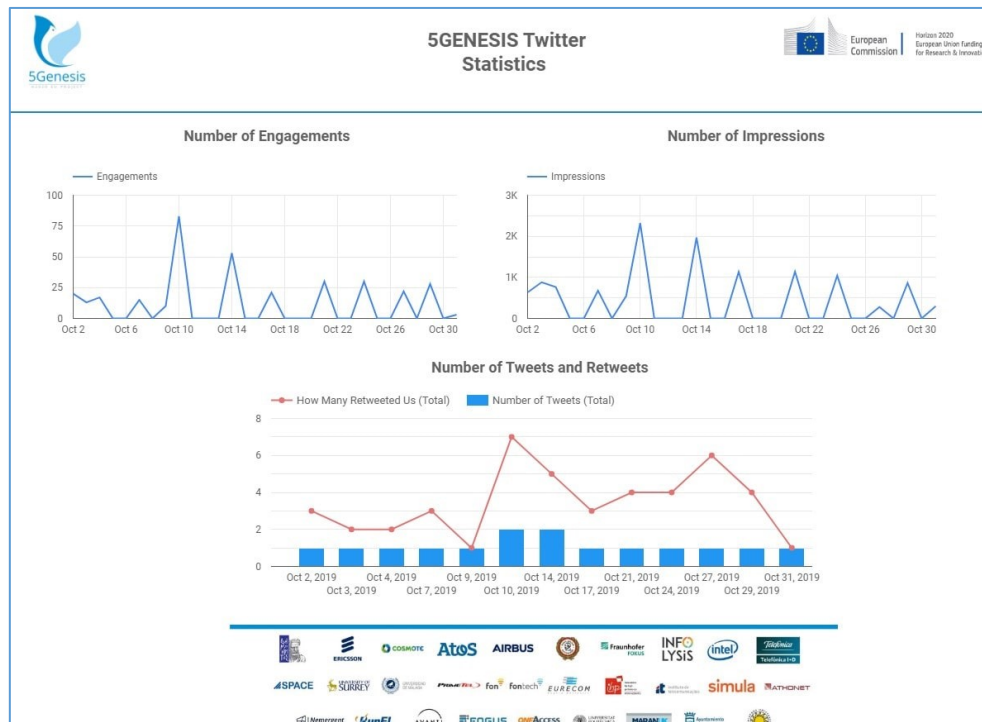 5GENESIS Twitter
Statistics
5Genesis
European
Commission
Horizon 2020
European Union funding
for Research & Innovation
Number of Engagements
Engagements
100
75
50
25
0
Oct 2
Oct 6
Oct 10
Oct 14
Oct 18
Oct 22
Oct 26
Oct 30
Number of Impressions
Impressions
3K
2K
1K
0
Oct 2
Oct 6
Oct 10
Oct 14
Oct 18
Oct 22
Oct 26
Oct 30
Number of Tweets and Retweets
How Many Retweeted Us (Total)
Number of Tweets (Total)
8
6
4
2
0
Oct 2, 2019
Oct 3, 2019
Oct 4, 2019
Oct 7, 2019
Oct 9, 2019
Oct 10, 2019
Oct 14, 2019
Oct 17, 2019
Oct 21, 2019
Oct 24, 2019
Oct 27, 2019
Oct 29, 2019
Oct 31, 2019
ERICSSON
COSMOTE
Atos
AIRBUS
Fraunhofer
FOKUS
INFO
LYSiS
intel
Telefónica
Telefónica I+D
SPACE
UNIVERSITY OF
SURREY
fon
fontech
EURECOM
simula
ATHONET